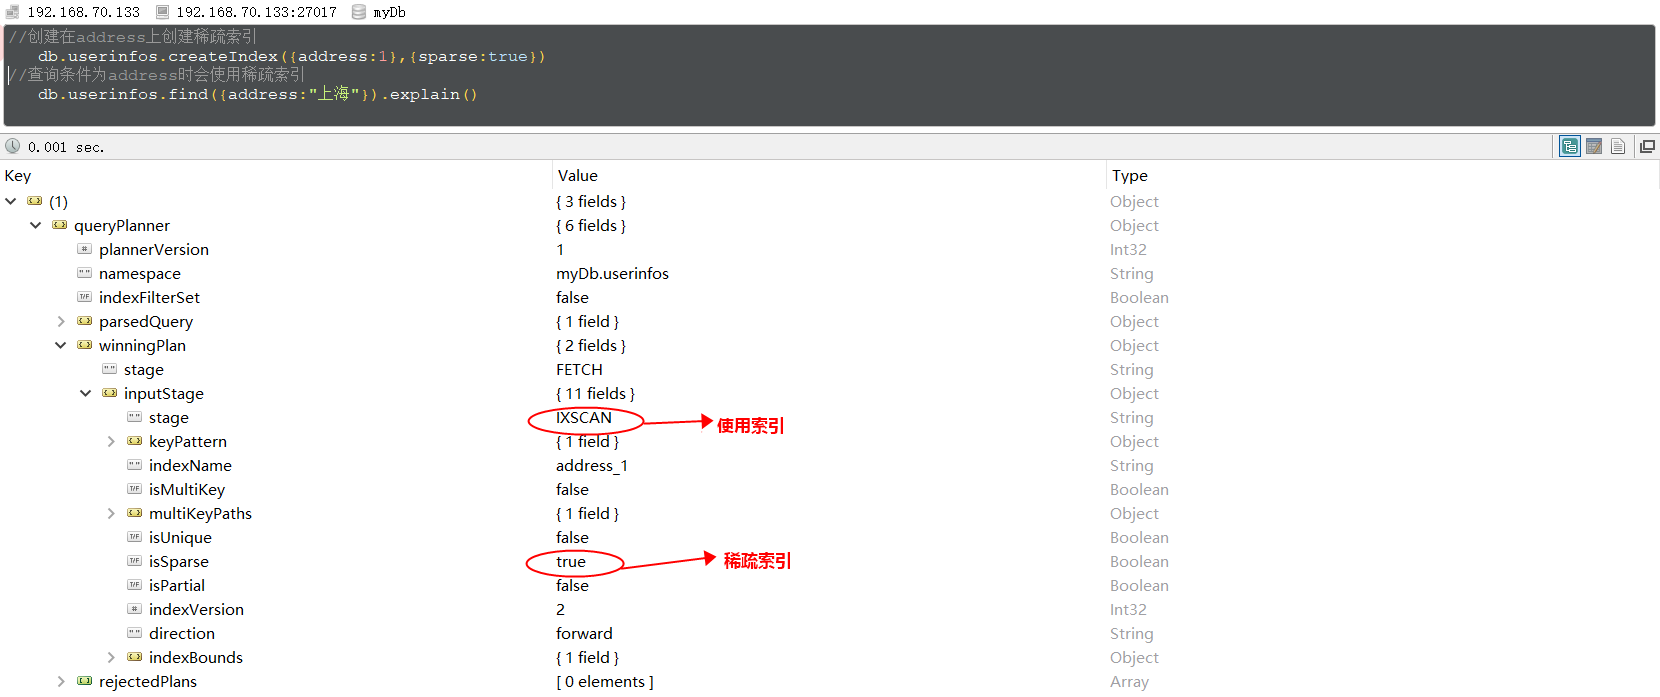 192.168.70.133 192.168.70.133:27017 myDb
//创建在address上创建稀疏索引
db.userinfos.createIndex({address:1},{sparse:true})
//查询条件为address时会使用稀疏索引
db.userinfos.find({address:"上海"}).explain()
0.001 sec.
Key Value Type
(1) { 3 fields } Object
queryPlanner { 6 fields } Object
# plannerVersion 1 Int32
"" namespace myDb.userinfos String
T/F indexFilterSet false Boolean
parsedQuery { 1 field } Object
winningPlan { 2 fields } Object
"" stage FETCH String
inputStage { 11 fields } Object
"" stage IXSCAN 使用索引 String
keyPattern { 1 field } Object
"" indexName address_1 String
T/F isMultiKey false Boolean
multiKeyPaths { 1 field } Object
T/F isUnique false Boolean
T/F isSparse true 稀疏索引 Boolean
T/F isPartial false Boolean
# indexVersion 2 Int32
"" direction forward String
indexBounds { 1 field } Object
rejectedPlans [ 0 elements ] Array